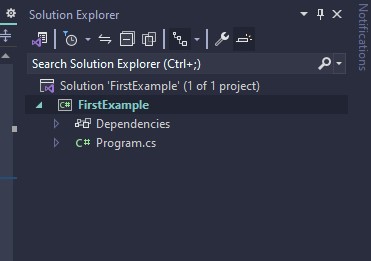 Solution Explorer
Search Solution Explorer (Ctrl+;)
Solution 'FirstExample' (1 of 1 project)
C# FirstExample
Dependencies
C# Program.cs
Notifications